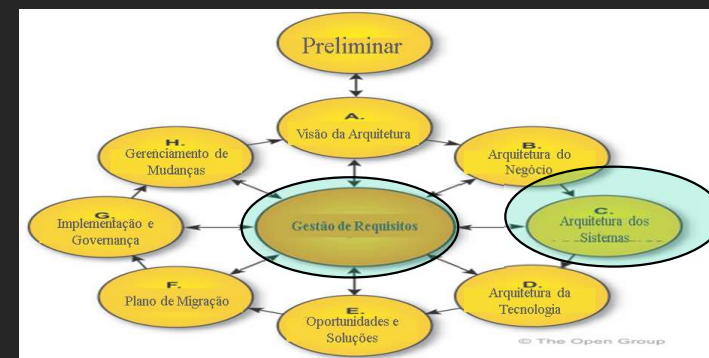 Preliminar
A.
Visão da Arquitetura
B.
Arquitetura do
Negócio
C.
Arquitetura dos
Sistemas
D.
Arquitetura da
Tecnologia
E.
Oportunidades e
Soluções
F.
Plano de Migração
G.
Implementação e
Governança
H.
Gerenciamento de
Mudanças
Gestão de Requisitos
© The Open Group